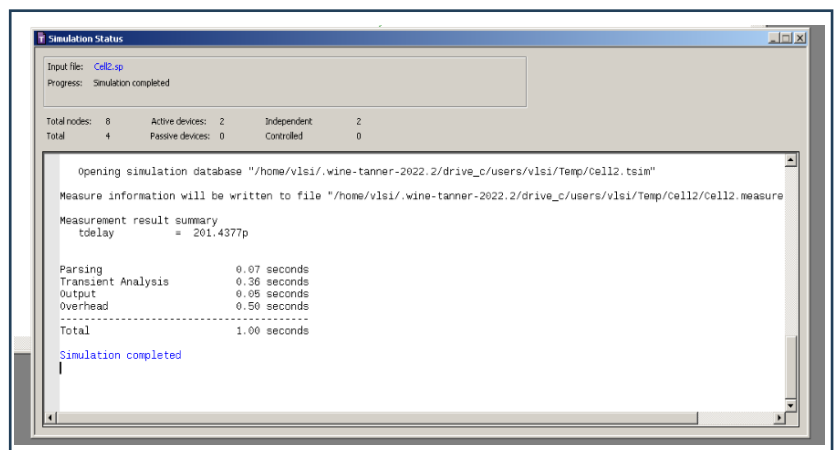 Simulation Status
Input file: Cell2.sp
Progress: Simulation completed
Total nodes: 8 Active devices: 2 Independent 2
Total 4 Passive devices: 0 Controlled 0
Opening simulation database "/home/vlsi/.wine-tanner-2022.2/drive_c/users/vlsi/Temp/Cell2.tsim"
Measure information will be written to file "/home/vlsi/.wine-tanner-2022.2/drive_c/users/vlsi/Temp/Cell2/Cell2.measure
Measurement result summary
tdelay = 201.4377p
Parsing 0.07 seconds
Transient Analysis 0.36 seconds
Output 0.05 seconds
Overhead 0.50 seconds
-----------------------------------------
Total 1.00 seconds
Simulation completed